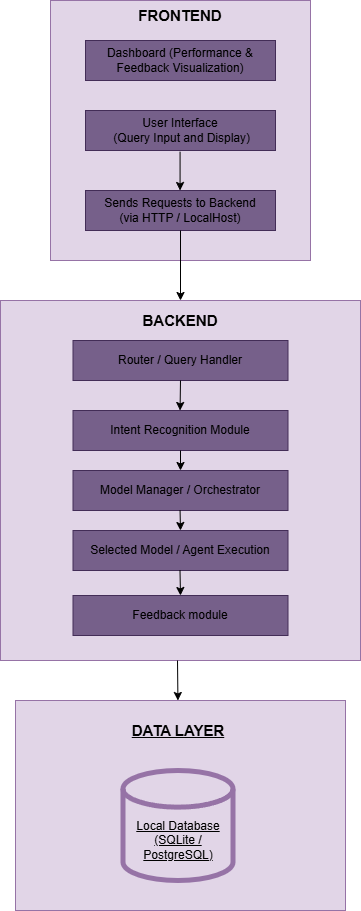 FRONTEND
Dashboard (Performance &
Feedback Visualization)
User Interface
(Query Input and Display)
Sends Requests to Backend
(via HTTP / LocalHost)
BACKEND
Router / Query Handler
Intent Recognition Module
Model Manager / Orchestrator
Selected Model / Agent Execution
Feedback module
DATA LAYER
Local Database
(SQLite /
PostgreSQL)